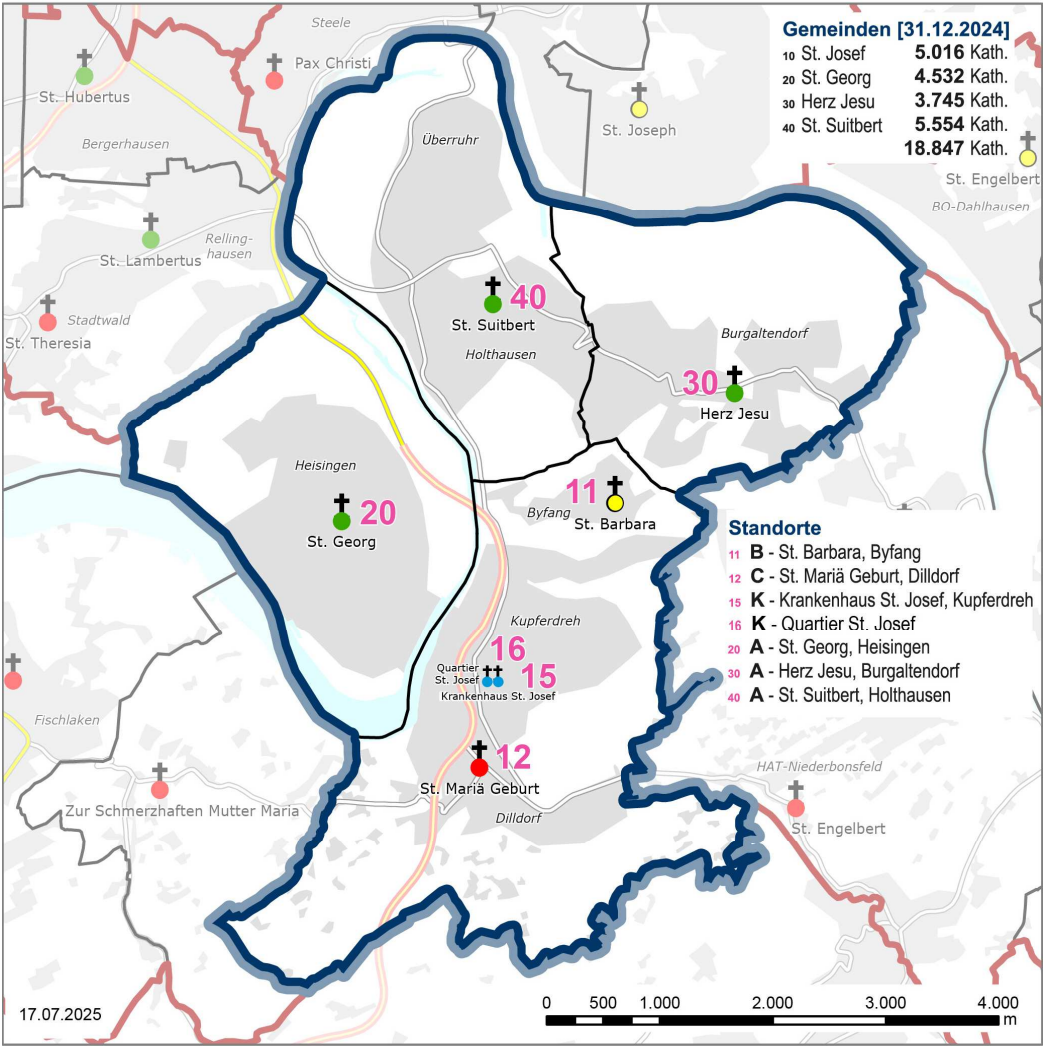 Gemeinden [31.12.2024]
10 St. Josef 5.016 Kath.
20 St. Georg 4.532 Kath.
30 Herz Jesu 3.745 Kath.
40 St. Suitbert 5.554 Kath.
18.847 Kath.
Steele
Pax Christi
St. Hubertus
Bergerhausen
St. Joseph
St. Engelbert
BO-Dahlhausen
Überruhr
St. Lambertus
Relling-
hausen
Stadtwald
St. Theresia
40
St. Suitbert
Holthausen
Burgaltendorf
30
Herz Jesu
Heisingen
20
St. Georg
11
Byfang
St. Barbara
Standorte
11 B - St. Barbara, Byfang
12 C - St. Mariä Geburt, Dilldorf
15 K - Krankenhaus St. Josef, Kupferdreh
16 K - Quartier St. Josef
20 A - St. Georg, Heisingen
30 A - Herz Jesu, Burgaltendorf
40 A - St. Suitbert, Holthausen
Kupferdreh
16
Quartier
St. Josef
15
Krankenhaus St. Josef
Fischlaken
12
St. Mariä Geburt
Dilldorf
Zur Schmerzhaften Mutter Maria
HAT-Niederbonsfeld
St. Engelbert
17.07.2025
0 500 1.000 2.000 3.000 4.000
m